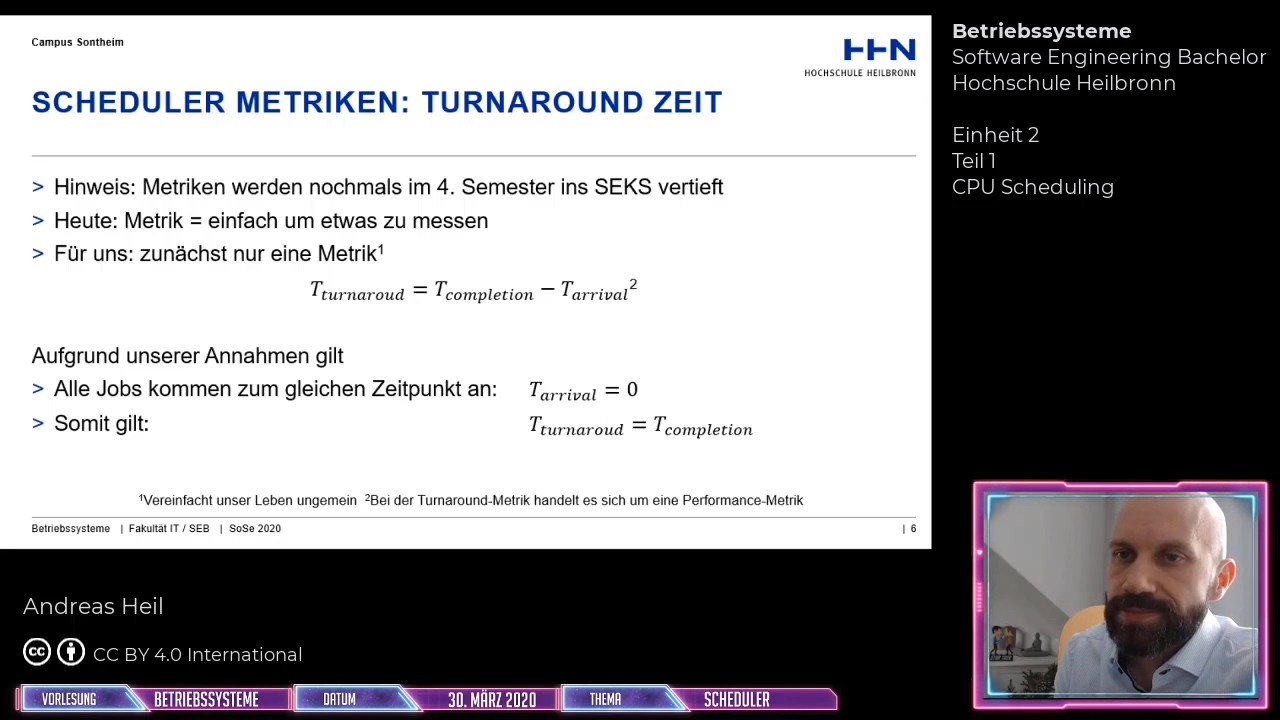 Campus Sontheim
HHN
HOCHSCHULE HEILBRONN
SCHEDULER METRIKEN: TURNAROUND ZEIT
> Hinweis: Metriken werden nochmals im 4. Semester ins SEKS vertieft
> Heute: Metrik = einfach um etwas zu messen
> Für uns: zunächst nur eine Metrik¹
T_turnaroud = T_completion − T_arrival²
Aufgrund unserer Annahmen gilt
> Alle Jobs kommen zum gleichen Zeitpunkt an: T_arrival = 0
> Somit gilt: T_turnaroud = T_completion
¹Vereinfacht unser Leben ungemein ²Bei der Turnaround-Metrik handelt es sich um eine Performance-Metrik
Betriebssysteme | Fakultät IT / SEB | SoSe 2020 | 6
Betriebssysteme
Software Engineering Bachelor
Hochschule Heilbronn
Einheit 2
Teil 1
CPU Scheduling
Andreas Heil
cc CC BY 4.0 International
VORLESUNG BETRIEBSSYSTEME DATUM 30. MÄRZ 2020 THEMA SCHEDULER